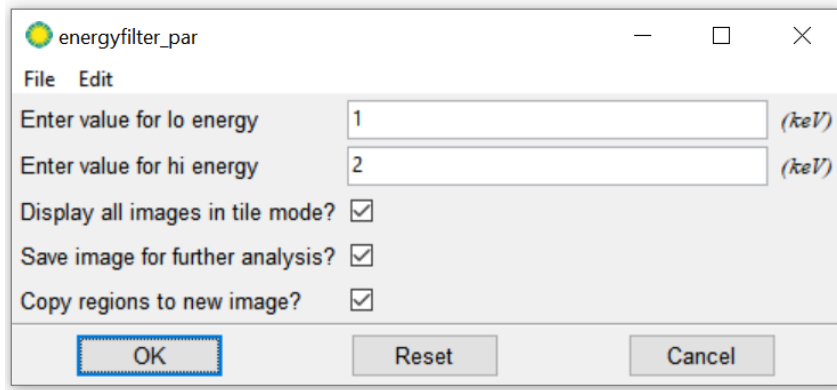 energyfilter_par
File Edit
Enter value for lo energy 1 (keV)
Enter value for hi energy 2 (keV)
Display all images in tile mode?
Save image for further analysis?
Copy regions to new image?
OK Reset Cancel